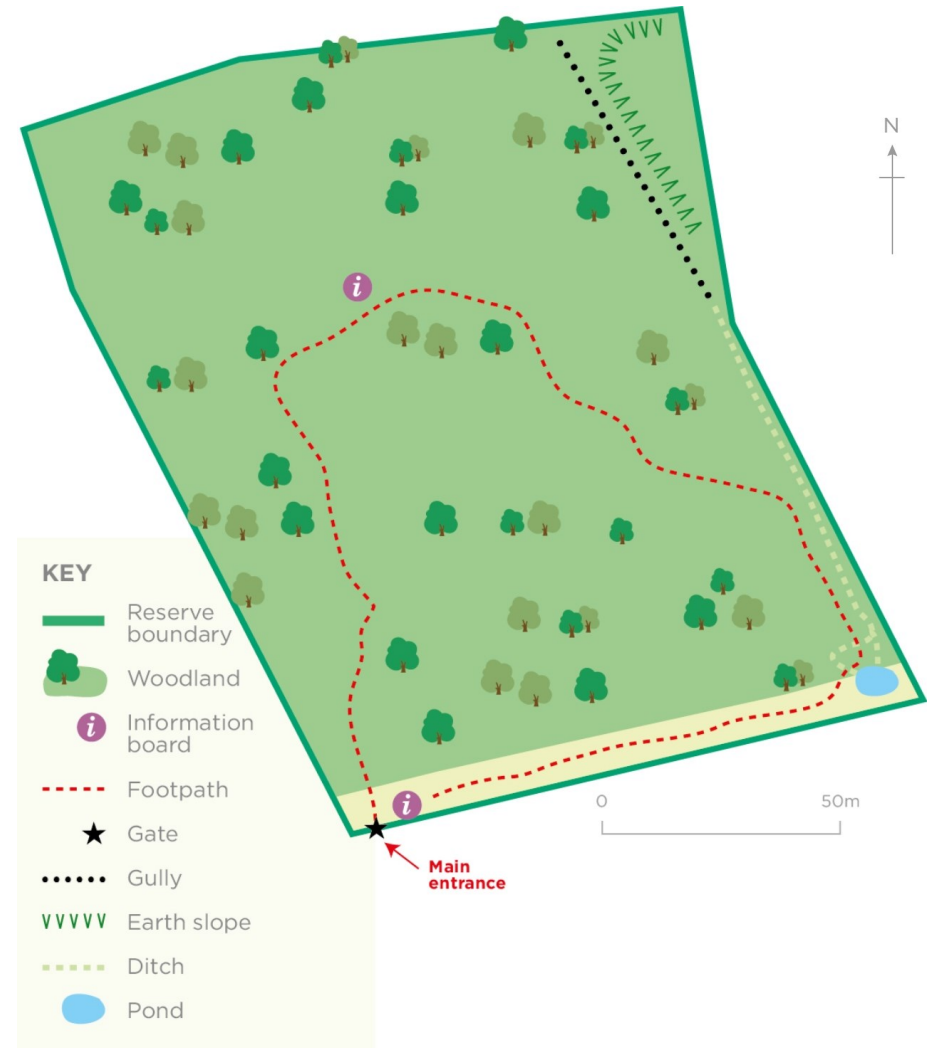 N
i
KEY
Reserve
boundary
Woodland
i
Information
board
Footpath
Gate
Gully
Earth slope
Ditch
Pond
i
Main
entrance
0 50m